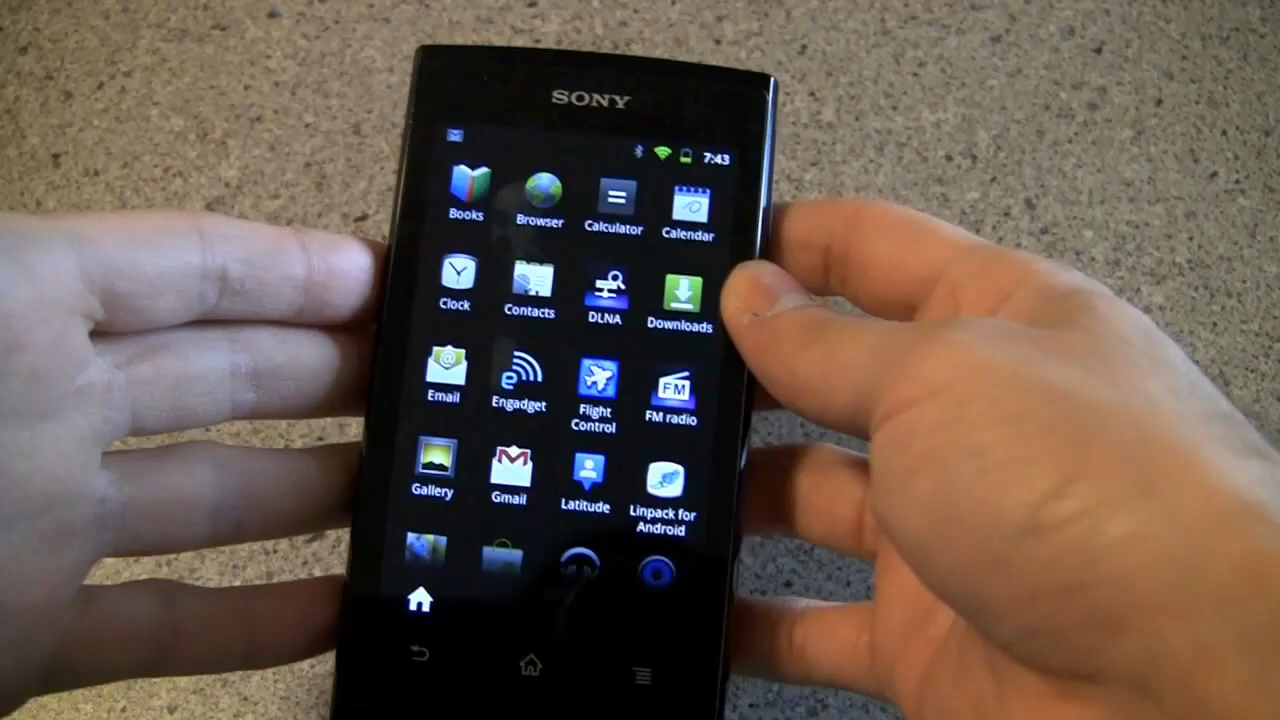 SONY
7:43
Books Browser Calculator Calendar
Clock Contacts DLNA Downloads
Email Engadget Flight Control FM radio
FM
Gallery Gmail Latitude Linpack for Android